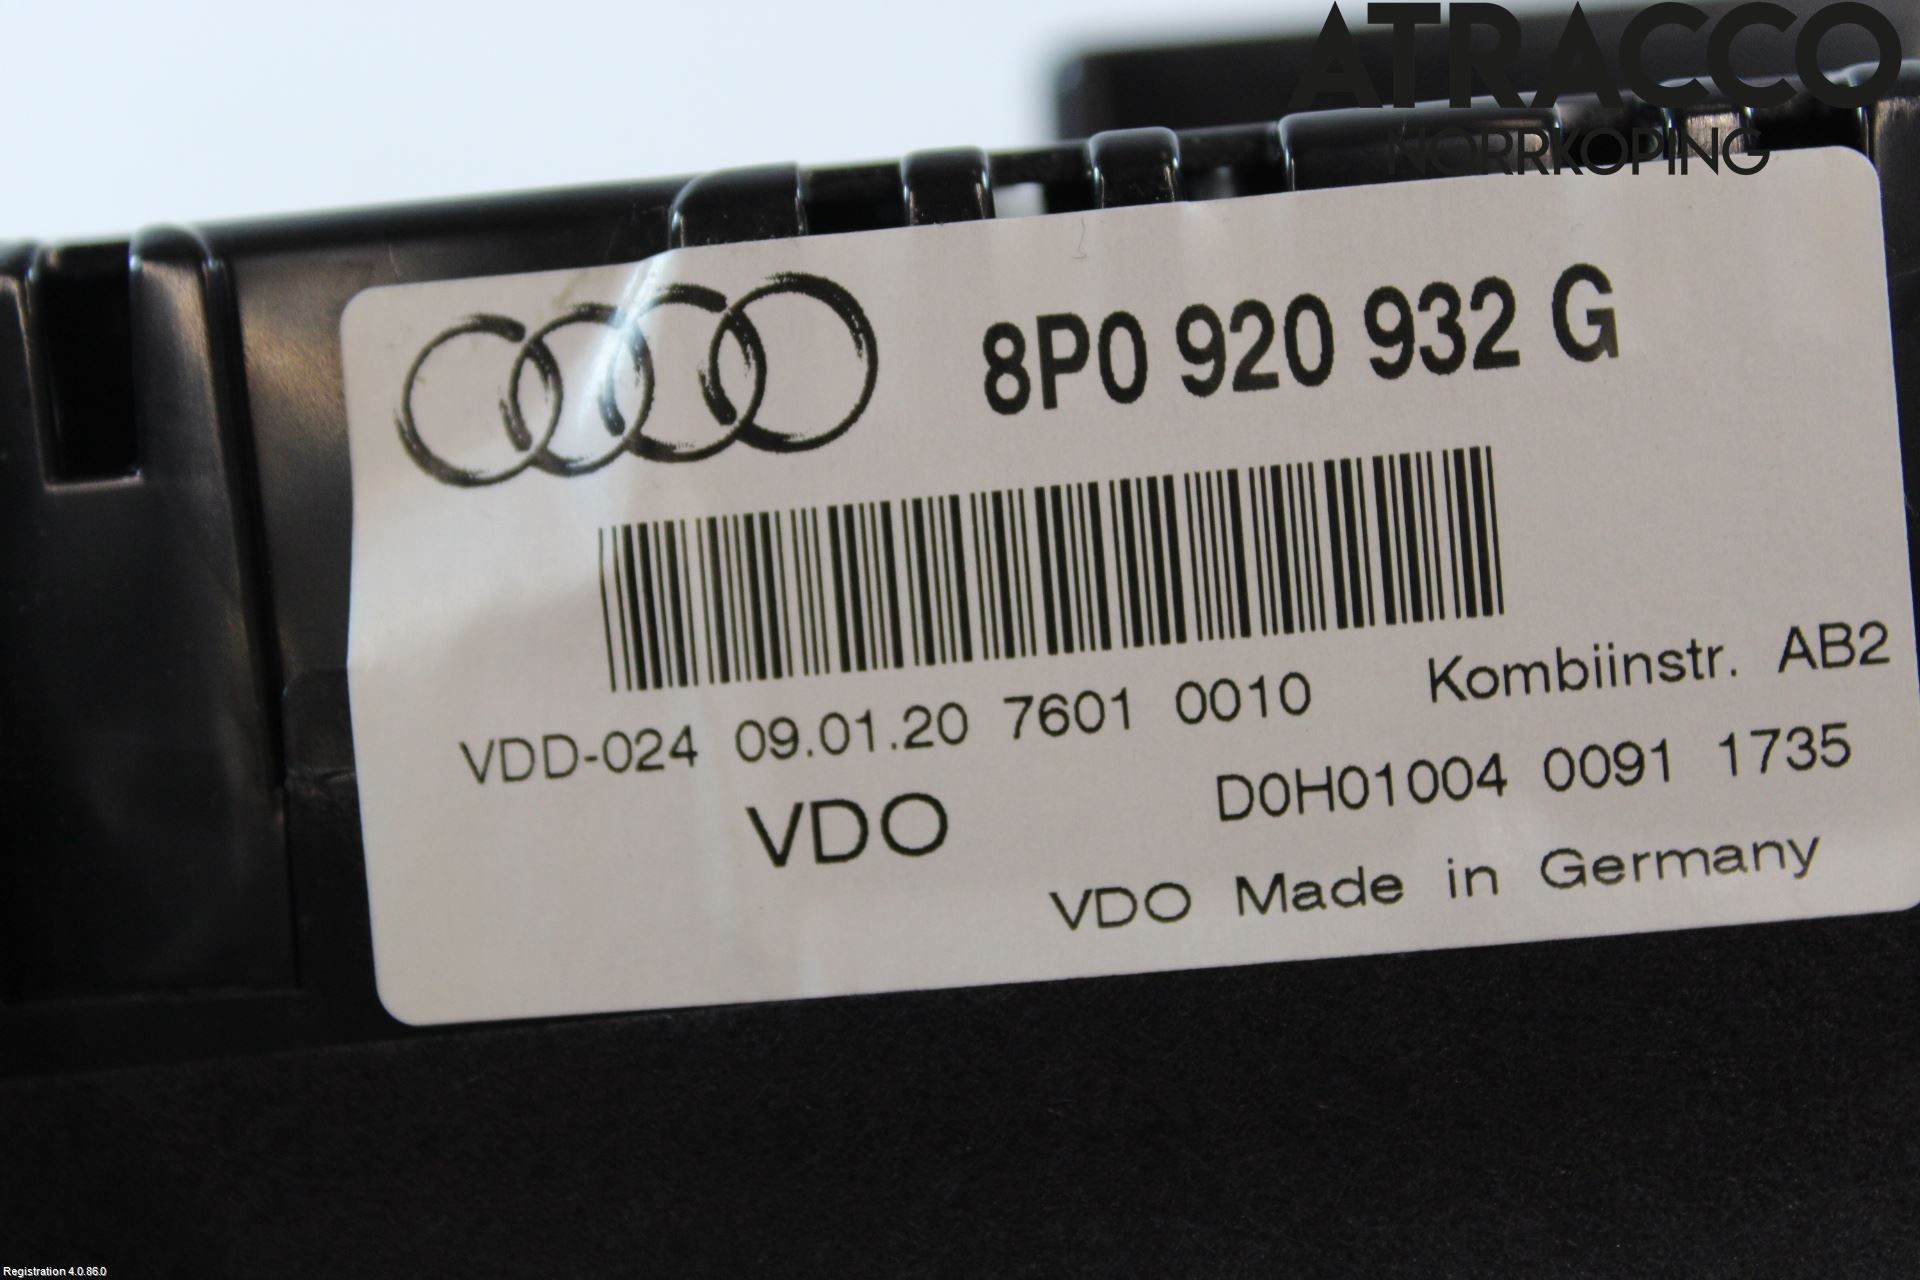 ATRACCO
NORRKÖPING
8P0 920 932 G
VDD-024 09.01.20 7601 0010 Kombiinstr. AB2
VDO D0H01004 0091 1735
VDO Made in Germany
Registration 4.0.86.0